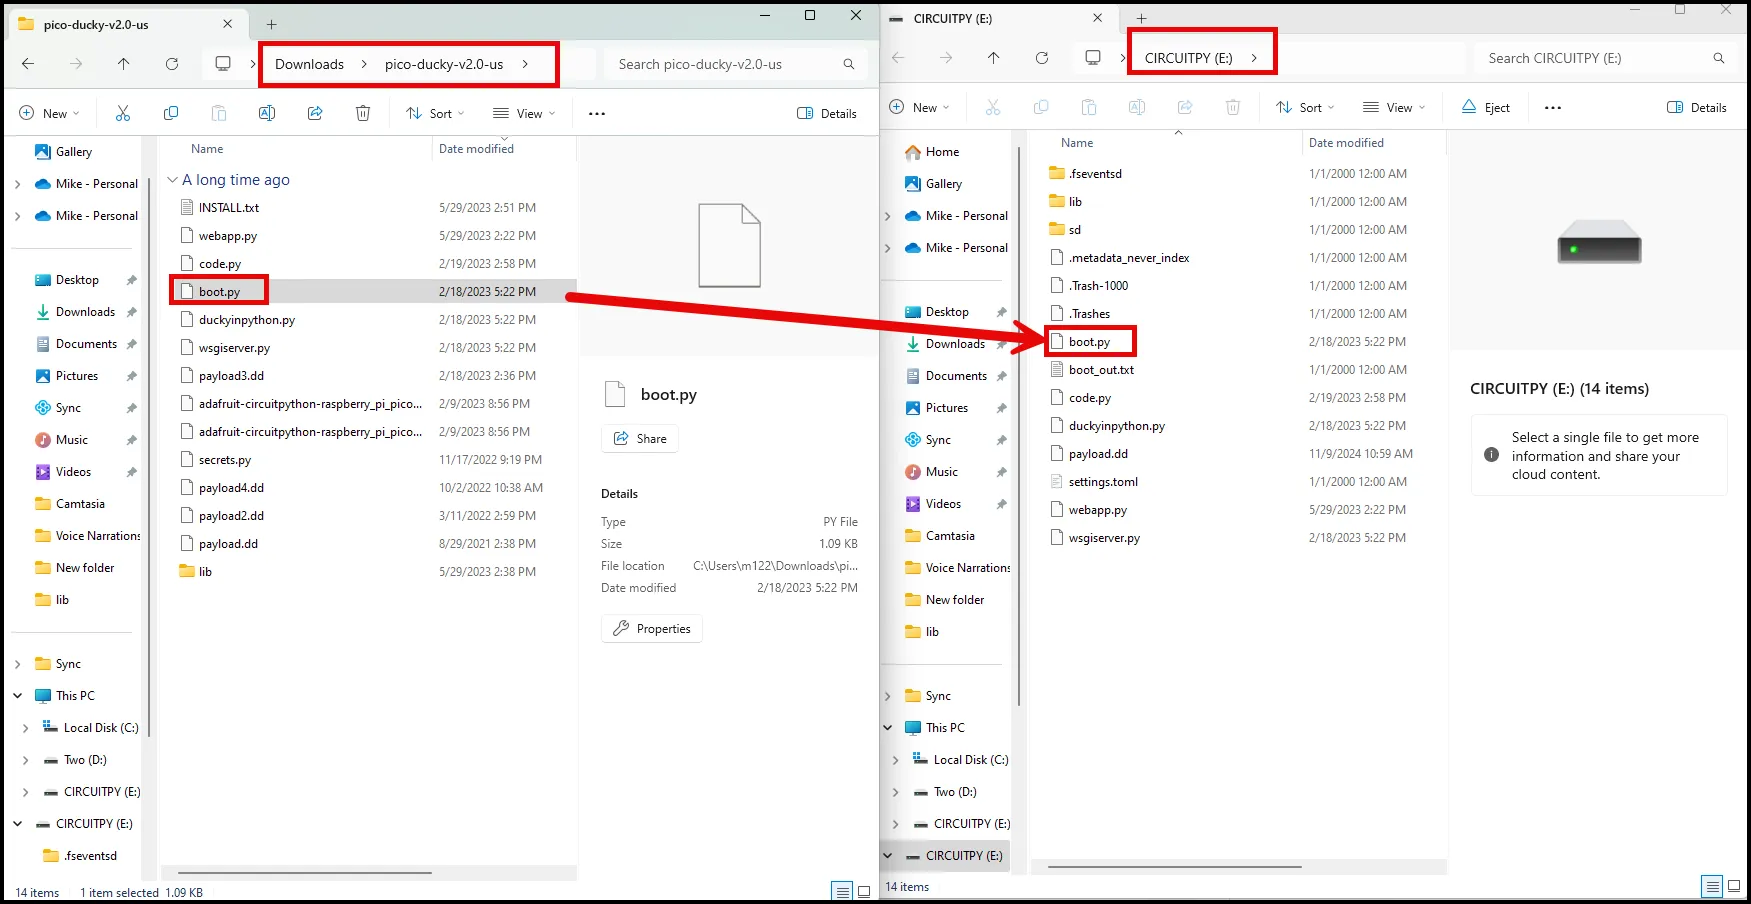 pico-ducky-v2.0-us
Downloads > pico-ducky-v2.0-us >
Search pico-ducky-v2.0-us
New
Sort
View
Details
Gallery
Mike - Personal
Mike - Personal
Desktop
Downloads
Documents
Pictures
Sync
Music
Videos
Camtasia
Voice Narrations
New folder
lib
Sync
This PC
Local Disk (C:)
Two (D:)
CIRCUITPY (E:)
CIRCUITPY (E:)
.fseventsd
Name Date modified
A long time ago
INSTALL.txt 5/29/2023 2:51 PM
webapp.py 5/29/2023 2:22 PM
code.py 2/19/2023 2:58 PM
boot.py 2/18/2023 5:22 PM
duckyinpython.py 2/18/2023 5:22 PM
wsgiserver.py 2/18/2023 5:22 PM
payload3.dd 2/18/2023 2:36 PM
adafruit-circuitpython-raspberry_pi_pico... 2/9/2023 8:56 PM
adafruit-circuitpython-raspberry_pi_pico... 2/9/2023 8:56 PM
secrets.py 11/17/2022 9:19 PM
payload4.dd 10/2/2022 10:38 AM
payload2.dd 3/11/2022 2:59 PM
payload.dd 8/29/2021 2:38 PM
lib 5/29/2023 2:38 PM
boot.py
Share
Details
Type PY File
Size 1.09 KB
File location C:\Users\m122\Downloads\pi...
Date modified 2/18/2023 5:22 PM
Properties
14 items 1 item selected 1.09 KB
CIRCUITPY (E:)
CIRCUITPY (E:) >
Search CIRCUITPY (E:)
New
Sort
View
Eject
Details
Home
Gallery
Mike - Personal
Mike - Personal
Desktop
Downloads
Documents
Pictures
Sync
Music
Videos
Camtasia
Voice Narrations
New folder
lib
Sync
This PC
Local Disk (C:)
Two (D:)
CIRCUITPY (E:)
CIRCUITPY (E:)
Name Date modified
.fseventsd 1/1/2000 12:00 AM
lib 1/1/2000 12:00 AM
sd 1/1/2000 12:00 AM
.metadata_never_index 1/1/2000 12:00 AM
.Trash-1000 1/1/2000 12:00 AM
.Trashes 1/1/2000 12:00 AM
boot.py 2/18/2023 5:22 PM
boot_out.txt 1/1/2000 12:00 AM
code.py 2/19/2023 2:58 PM
duckyinpython.py 2/18/2023 5:22 PM
payload.dd 11/9/2024 10:59 AM
settings.toml 1/1/2000 12:00 AM
webapp.py 5/29/2023 2:22 PM
wsgiserver.py 2/18/2023 5:22 PM
CIRCUITPY (E:) (14 items)
Select a single file to get more
information and share your
cloud content.
14 items